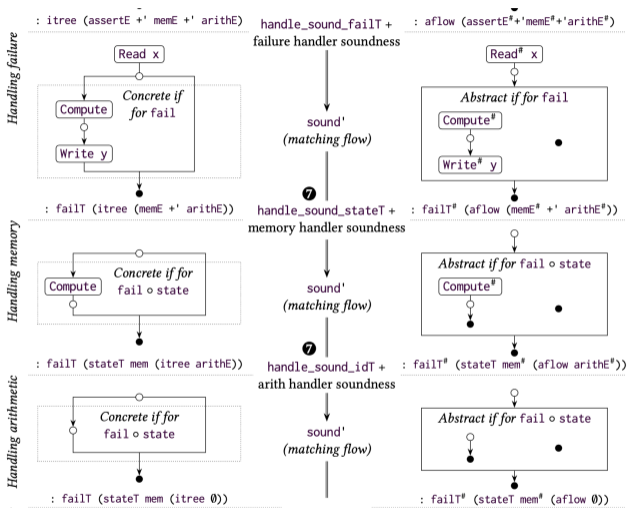 : itree (assertE +' memE +' arithE)
handle_sound_failT +
failure handler soundness
: aflow (assertE#+'memE#+'arithE#)
Handling failure
Read x
Concrete if
for fail
Compute
Write y
: failT (itree (memE +' arithE))
sound'
(matching flow)
Read# x
Abstract if for fail
Compute#
Write# y
: failT# (aflow (memE# +' arithE#))
7
handle_sound_stateT +
memory handler soundness
Handling memory
Concrete if for
fail ∘ state
Compute
: failT (stateT mem (itree arithE))
sound'
(matching flow)
Abstract if for fail ∘ state
Compute#
: failT# (stateT mem# (aflow arithE#))
7
handle_sound_idT +
arith handler soundness
Handling arithmetic
Concrete if for
fail ∘ state
: failT (stateT mem (itree ∅))
sound'
(matching flow)
Abstract if for fail ∘ state
: failT# (stateT mem# (aflow ∅))